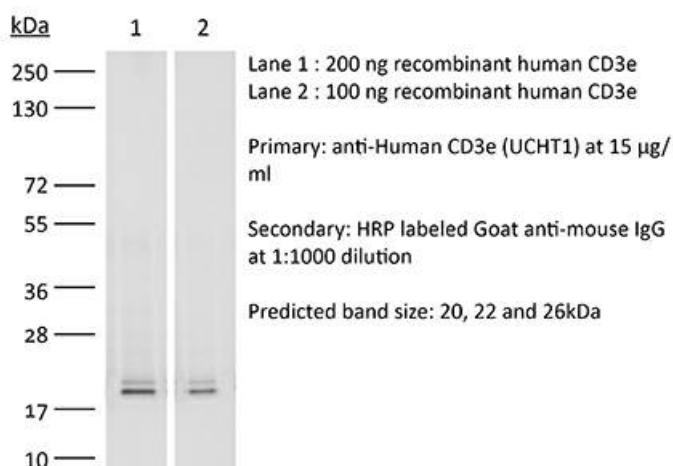 kDa
1 2
250
130
72
55
36
28
17
10
Lane 1 : 200 ng recombinant human CD3e
Lane 2 : 100 ng recombinant human CD3e
Primary: anti-Human CD3e (UCHT1) at 15 µg/
ml
Secondary: HRP labeled Goat anti-mouse IgG
at 1:1000 dilution
Predicted band size: 20, 22 and 26kDa